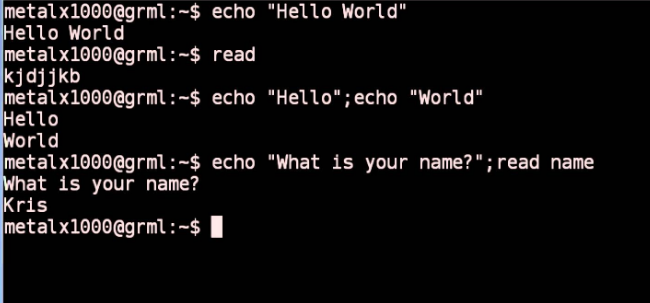 metalx1000@grml:~$ echo "Hello World"
Hello World
metalx1000@grml:~$ read
kjdjjkb
metalx1000@grml:~$ echo "Hello";echo "World"
Hello
World
metalx1000@grml:~$ echo "What is your name?";read name
What is your name?
Kris
metalx1000@grml:~$